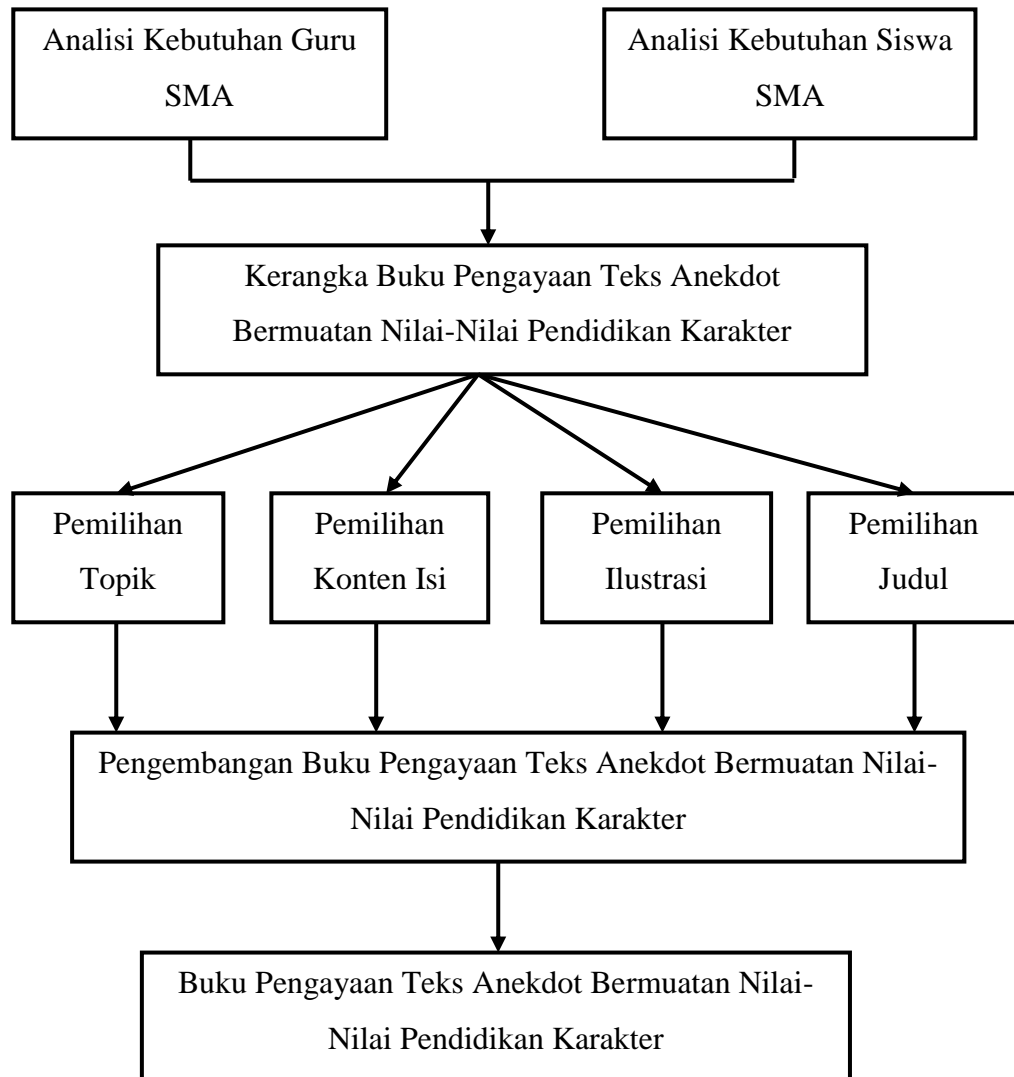 Analisi Kebutuhan Guru
SMA
Analisi Kebutuhan Siswa
SMA
Kerangka Buku Pengayaan Teks Anekdot
Bermuatan Nilai-Nilai Pendidikan Karakter
Pemilihan
Topik
Pemilihan
Konten Isi
Pemilihan
Ilustrasi
Pemilihan
Judul
Pengembangan Buku Pengayaan Teks Anekdot Bermuatan Nilai-
Nilai Pendidikan Karakter
Buku Pengayaan Teks Anekdot Bermuatan Nilai-
Nilai Pendidikan Karakter